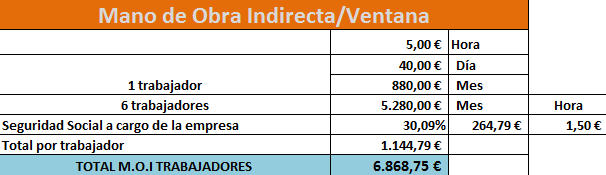 Mano de Obra Indirecta/Ventana
5,00 € Hora
40,00 € Día
1 trabajador 880,00 € Mes
6 trabajadores 5.280,00 € Mes Hora
Seguridad Social a cargo de la empresa 30,09% 264,79 € 1,50 €
Total por trabajador 1.144,79 €
TOTAL M.O.I TRABAJADORES 6.868,75 €